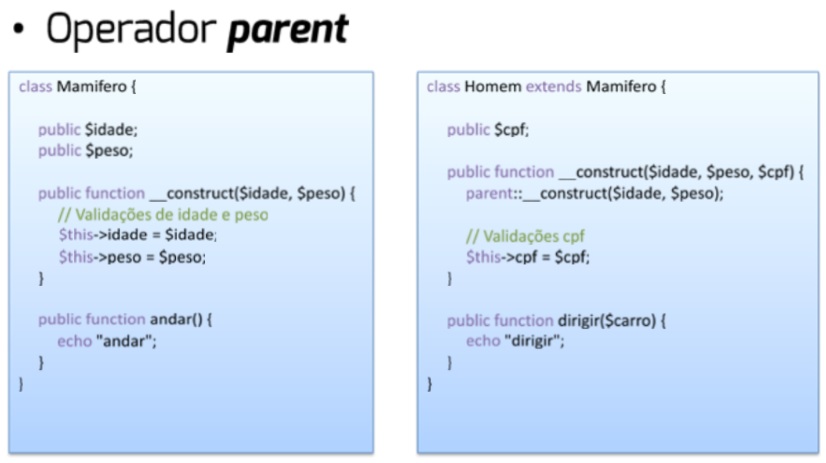 • Operador parent
class Mamifero {
public $idade;
public $peso;
public function __construct($idade, $peso) {
// Validações de idade e peso
$this->idade = $idade;
$this->peso = $peso;
}
public function andar() {
echo "andar";
}
}
class Homem extends Mamifero {
public $cpf;
public function __construct($idade, $peso, $cpf) {
parent::__construct($idade, $peso);
// Validações cpf
$this->cpf = $cpf;
}
public function dirigir($carro) {
echo "dirigir";
}
}